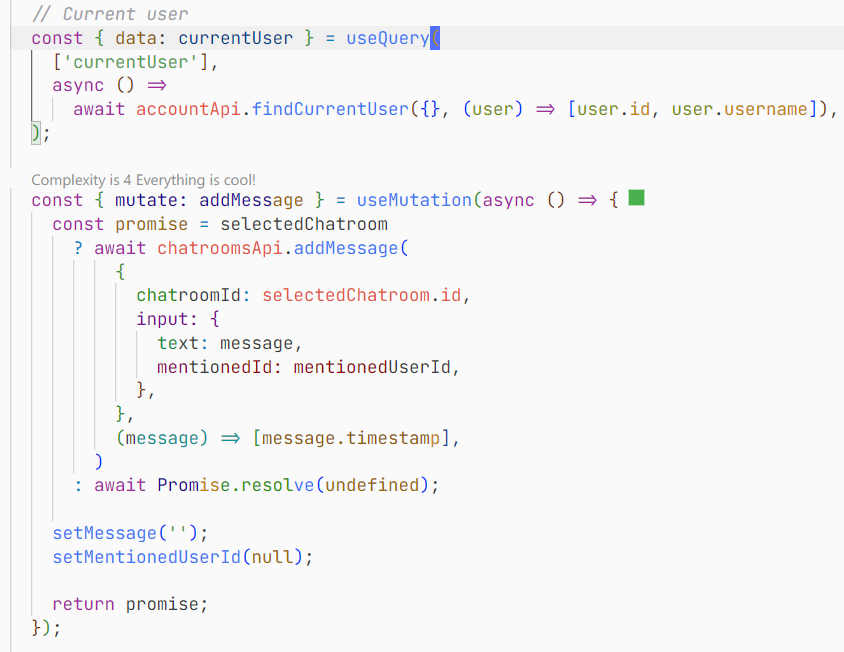 // Current user
const { data: currentUser } = useQuery(
['currentUser'],
async () =>
await accountApi.findCurrentUser({}, (user) => [user.id, user.username]),
);
Complexity is 4 Everything is cool!
const { mutate: addMessage } = useMutation(async () => {
const promise = selectedChatroom
? await chatroomsApi.addMessage(
{
chatroomId: selectedChatroom.id,
input: {
text: message,
mentionedId: mentionedUserId,
},
},
(message) => [message.timestamp],
)
: await Promise.resolve(undefined);
setMessage('');
setMentionedUserId(null);
return promise;
});